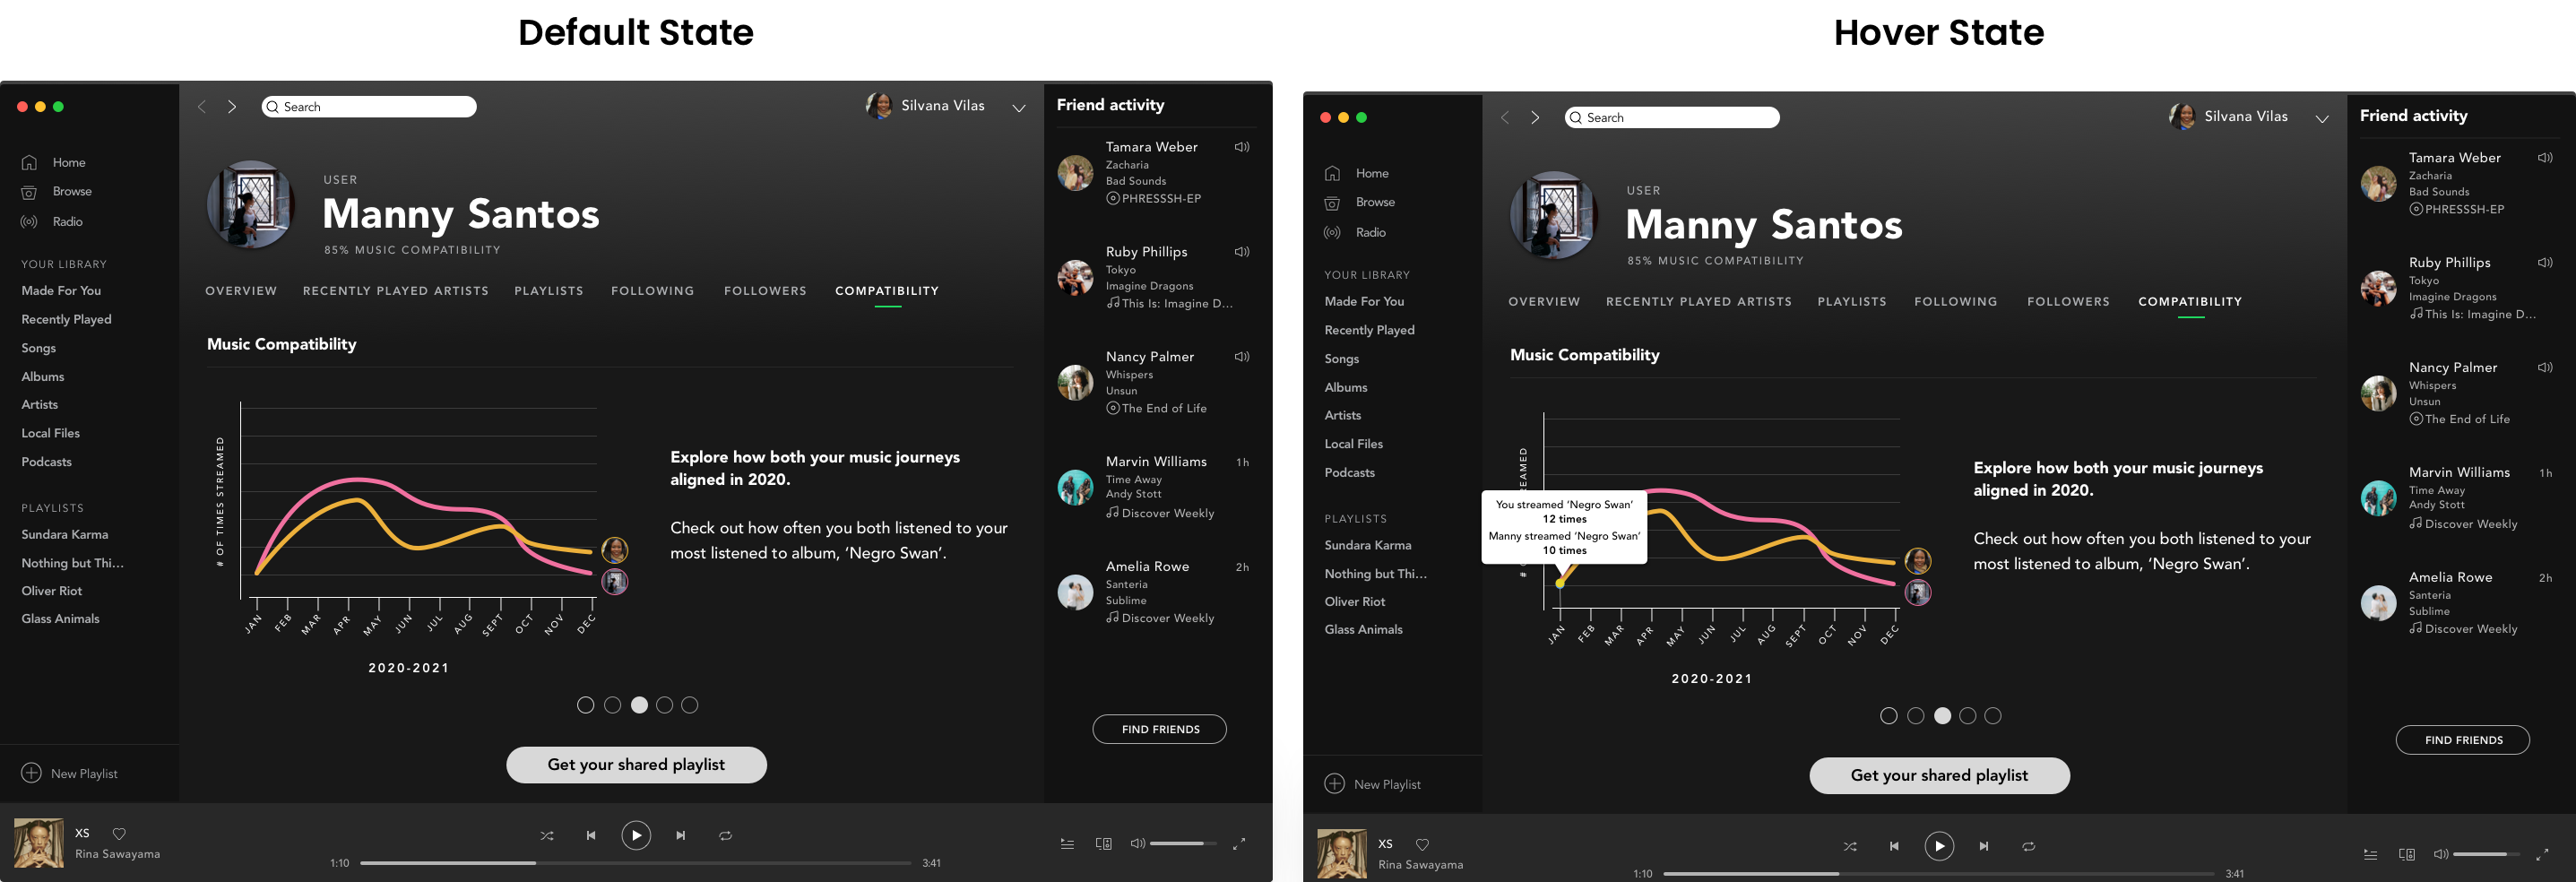 Default State
Search
Silvana Vilas
Home
Browse
Radio
YOUR LIBRARY
Made For You
Recently Played
Songs
Albums
Artists
Local Files
Podcasts
PLAYLISTS
Sundara Karma
Nothing but Thi...
Oliver Riot
Glass Animals
New Playlist
USER
Manny Santos
85% MUSIC COMPATIBILITY
OVERVIEW RECENTLY PLAYED ARTISTS PLAYLISTS FOLLOWING FOLLOWERS COMPATIBILITY
Music Compatibility
# OF TIMES STREAMED
JAN FEB MAR APR MAY JUN JUL AUG SEPT OCT NOV DEC
2020-2021
Explore how both your music journeys
aligned in 2020.
Check out how often you both listened to your
most listened to album, ‘Negro Swan’.
Get your shared playlist
Friend activity
Tamara Weber
Zacharia
Bad Sounds
PHRESSSH-EP
Ruby Phillips
Tokyo
Imagine Dragons
This Is: Imagine D...
Nancy Palmer
Whispers
Unsun
The End of Life
Marvin Williams 1h
Time Away
Andy Stott
Discover Weekly
Amelia Rowe 2h
Santeria
Sublime
Discover Weekly
FIND FRIENDS
XS
Rina Sawayama
1:10 3:41
Hover State
Search
Silvana Vilas
Home
Browse
Radio
YOUR LIBRARY
Made For You
Recently Played
Songs
Albums
Artists
Local Files
Podcasts
PLAYLISTS
Sundara Karma
Nothing but Thi...
Oliver Riot
Glass Animals
New Playlist
USER
Manny Santos
85% MUSIC COMPATIBILITY
OVERVIEW RECENTLY PLAYED ARTISTS PLAYLISTS FOLLOWING FOLLOWERS COMPATIBILITY
Music Compatibility
You streamed ‘Negro Swan’
12 times
Manny streamed ‘Negro Swan’
10 times
JAN FEB MAR APR MAY JUN JUL AUG SEPT OCT NOV DEC
2020-2021
Explore how both your music journeys
aligned in 2020.
Check out how often you both listened to your
most listened to album, ‘Negro Swan’.
Get your shared playlist
Friend activity
Tamara Weber
Zacharia
Bad Sounds
PHRESSSH-EP
Ruby Phillips
Tokyo
Imagine Dragons
This Is: Imagine D...
Nancy Palmer
Whispers
Unsun
The End of Life
Marvin Williams 1h
Time Away
Andy Stott
Discover Weekly
Amelia Rowe 2h
Santeria
Sublime
Discover Weekly
FIND FRIENDS
XS
Rina Sawayama
1:10 3:41